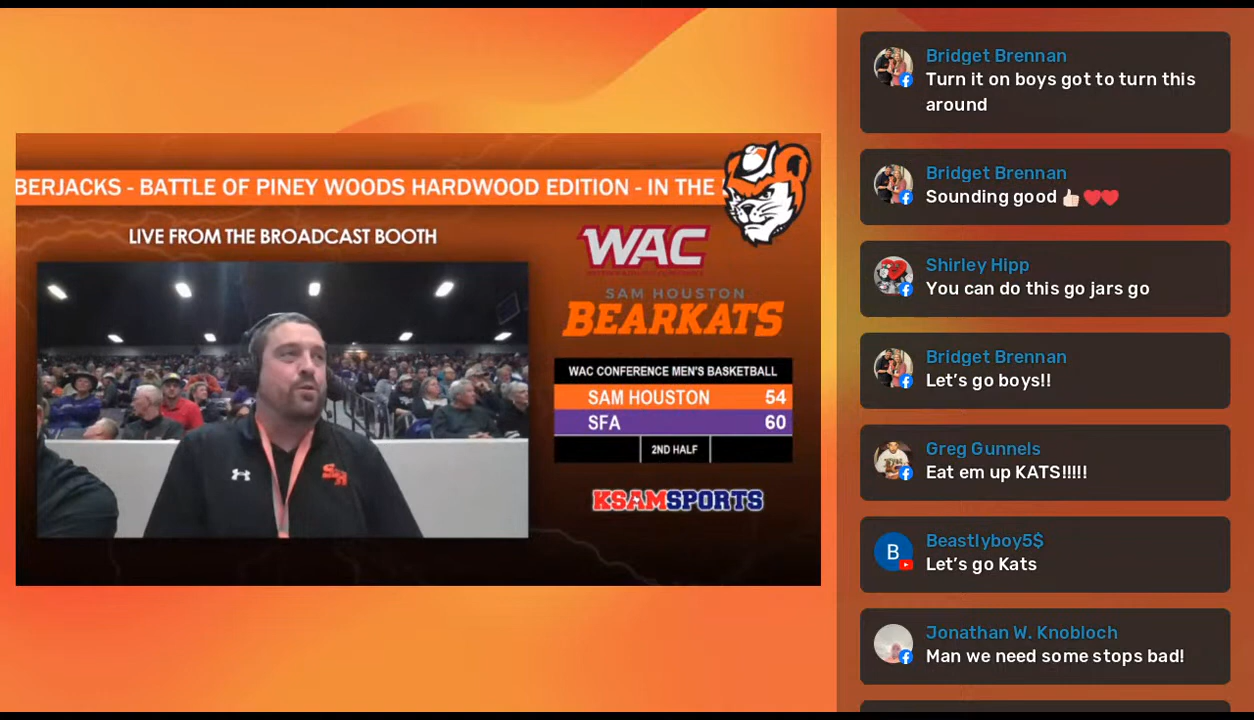 BERJACKS - BATTLE OF PINEY WOODS HARDWOOD EDITION - IN THE
LIVE FROM THE BROADCAST BOOTH
WAC
SAM HOUSTON
BEARKATS
WAC CONFERENCE MEN'S BASKETBALL
SAM HOUSTON 54
SFA 60
2ND HALF
KSAMSPORTS
Bridget Brennan
Turn it on boys got to turn this
around
Bridget Brennan
Sounding good 👍🏻❤️❤️
Shirley Hipp
You can do this go jars go
Bridget Brennan
Let’s go boys!!
Greg Gunnels
Eat em up KATS!!!!!
B
Beastlyboy5$
Let’s go Kats
Jonathan W. Knobloch
Man we need some stops bad!